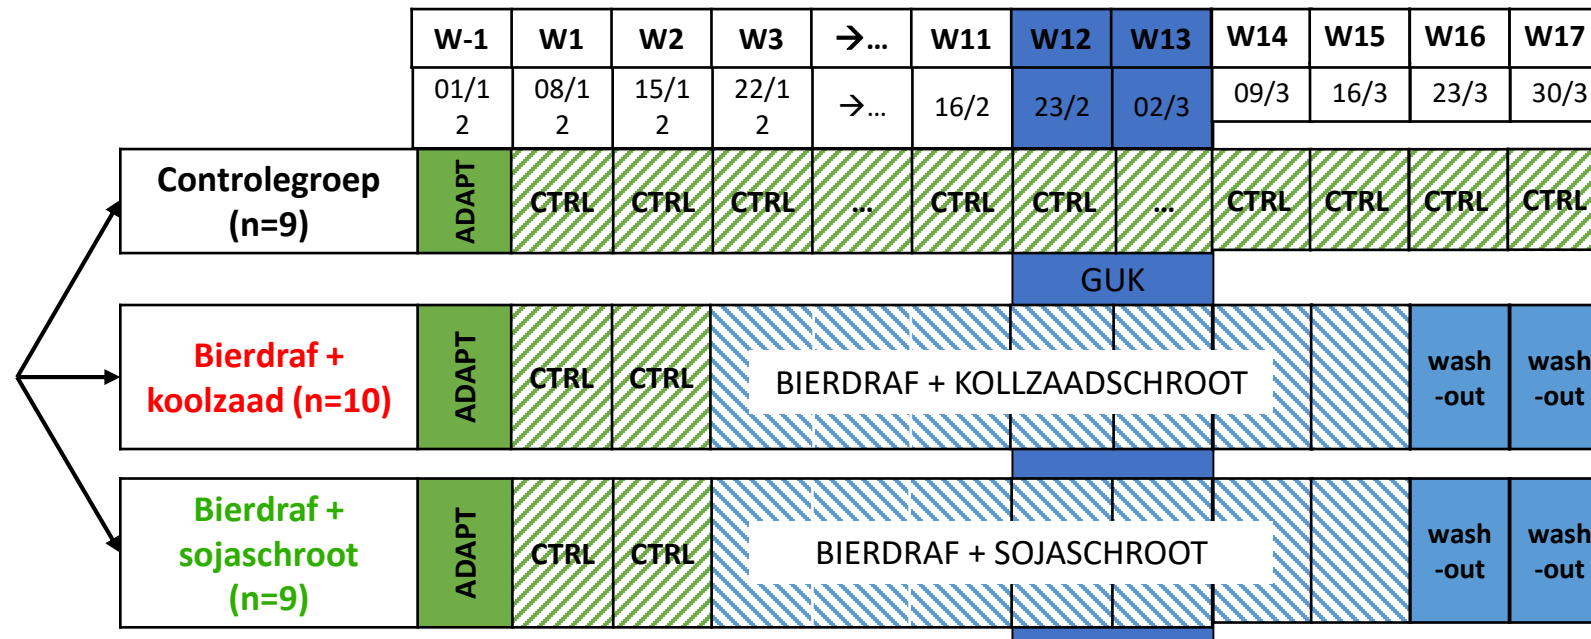 W-1 W1 W2 W3 →... W11 W12 W13 W14 W15 W16 W17
01/1
2 08/1
2 15/1
2 22/1
2 →... 16/2 23/2 02/3 09/3 16/3 23/3 30/3
Controlegroep
(n=9)
ADAPT CTRL CTRL CTRL ... CTRL CTRL ... CTRL CTRL CTRL CTRL
GUK
Bierdraf +
koolzaad (n=10)
ADAPT CTRL CTRL BIERDRAF + KOLLZAADSCHROOT wash
-out wash
-out
Bierdraf +
sojaschroot
(n=9)
ADAPT CTRL CTRL BIERDRAF + SOJASCHROOT wash
-out wash
-out